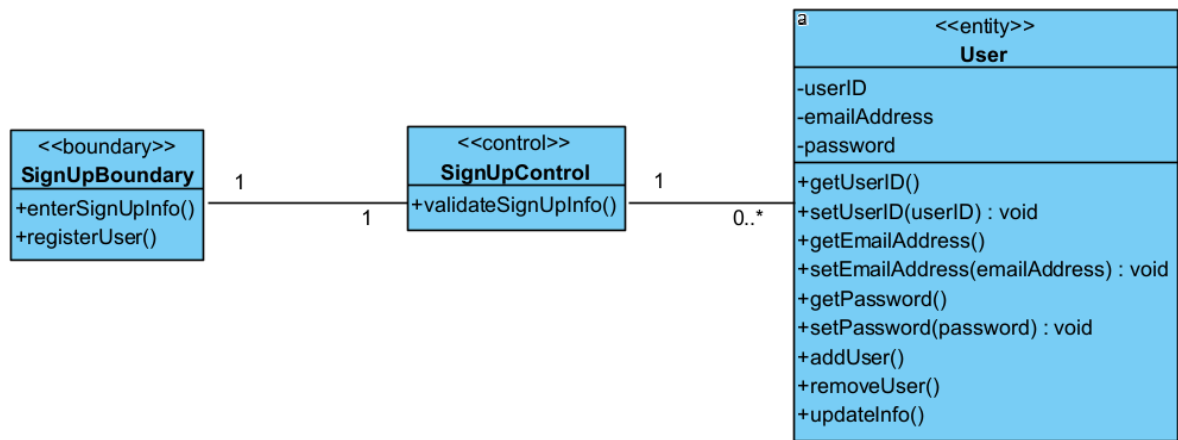 <<boundary>>
SignUpBoundary
+enterSignUpInfo()
+registerUser()
1
1
<<control>>
SignUpControl
+validateSignUpInfo()
1
0..*
a
<<entity>>
User
-userID
-emailAddress
-password
+getUserID()
+setUserID(userID) : void
+getEmailAddress()
+setEmailAddress(emailAddress) : void
+getPassword()
+setPassword(password) : void
+addUser()
+removeUser()
+updateInfo()